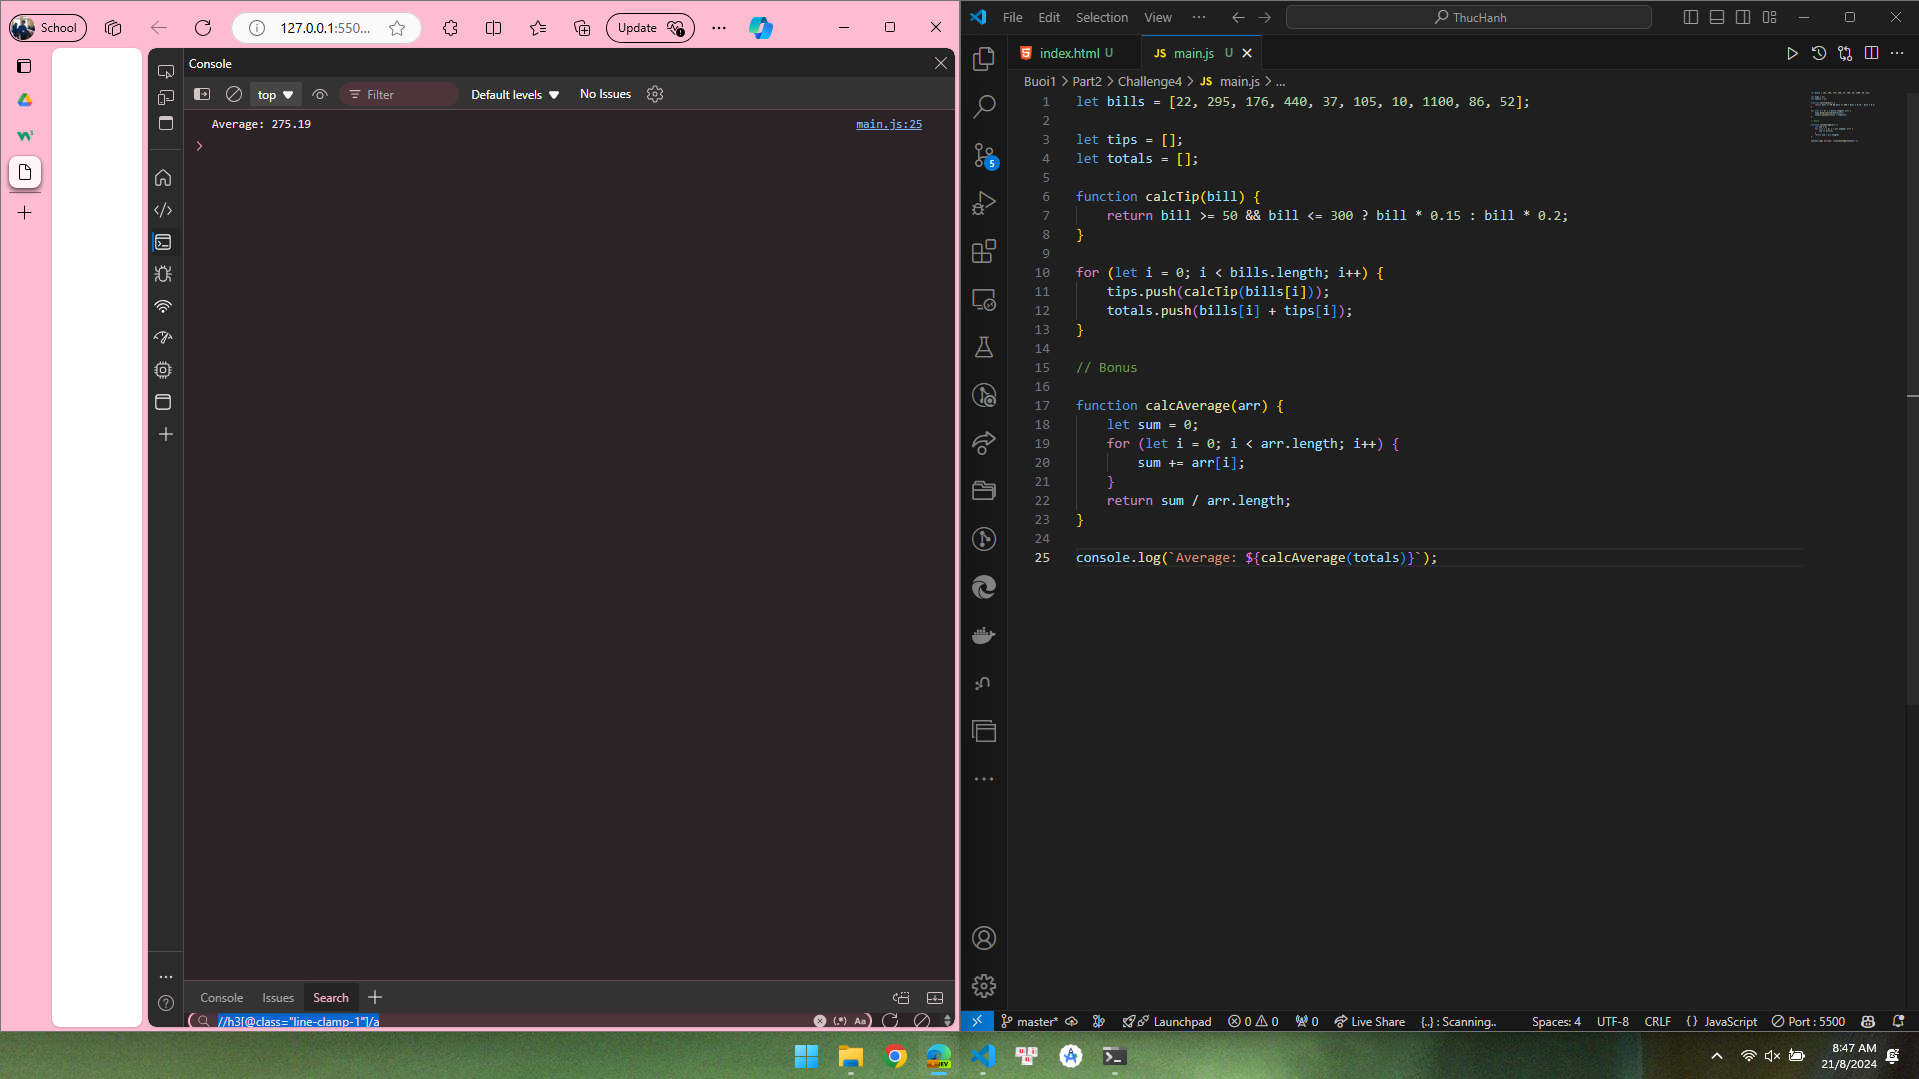 School
127.0.0.1:550...
Update
Console
top
Filter
Default levels
No Issues
Average: 275.19
main.js:25
Console
Issues
Search
//h3[@class="line-clamp-1"]/a
(.*)
Aa
File
Edit
Selection
View
ThucHanh
index.html U
JS main.js U
Buoi1 > Part2 > Challenge4 > JS main.js > ...
5
1 let bills = [22, 295, 176, 440, 37, 105, 10, 1100, 86, 52];
2
3 let tips = [];
4 let totals = [];
5
6 function calcTip(bill) {
7 return bill >= 50 && bill <= 300 ? bill * 0.15 : bill * 0.2;
8 }
9
10 for (let i = 0; i < bills.length; i++) {
11 tips.push(calcTip(bills[i]));
12 totals.push(bills[i] + tips[i]);
13 }
14
15 // Bonus
16
17 function calcAverage(arr) {
18 let sum = 0;
19 for (let i = 0; i < arr.length; i++) {
20 sum += arr[i];
21 }
22 return sum / arr.length;
23 }
24
25 console.log(`Average: ${calcAverage(totals)}`);
master*
Launchpad
0
0
0
Live Share
{..} : Scanning..
Spaces: 4
UTF-8
CRLF
{} JavaScript
Port : 5500
DEV
8:47 AM
21/8/2024